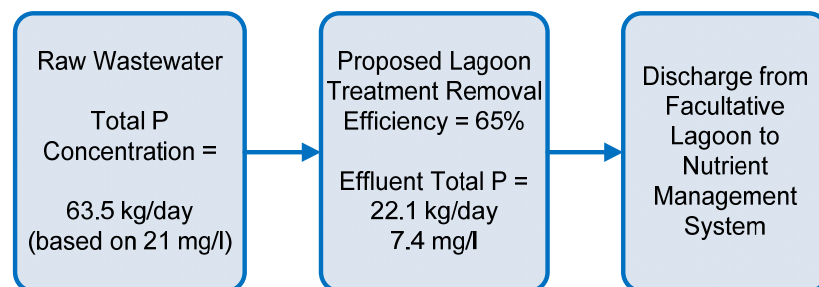 Raw Wastewater
Total P
Concentration =
63.5 kg/day
(based on 21 mg/l)
Proposed Lagoon
Treatment Removal
Efficiency = 65%
Effluent Total P =
22.1 kg/day
7.4 mg/l
Discharge from
Facultative
Lagoon to
Nutrient
Management
System